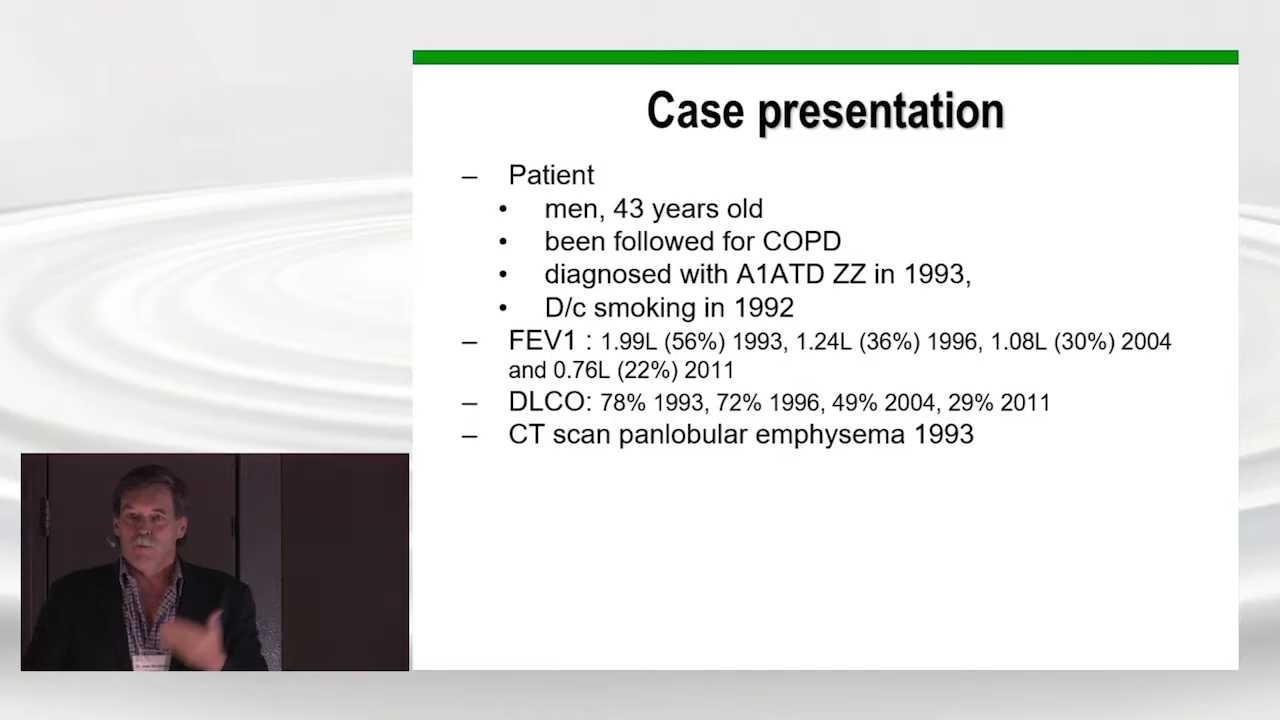 Case presentation
– Patient
• men, 43 years old
• been followed for COPD
• diagnosed with A1ATD ZZ in 1993,
• D/c smoking in 1992
– FEV1 : 1.99L (56%) 1993, 1.24L (36%) 1996, 1.08L (30%) 2004
and 0.76L (22%) 2011
– DLCO: 78% 1993, 72% 1996, 49% 2004, 29% 2011
– CT scan panlobular emphysema 1993